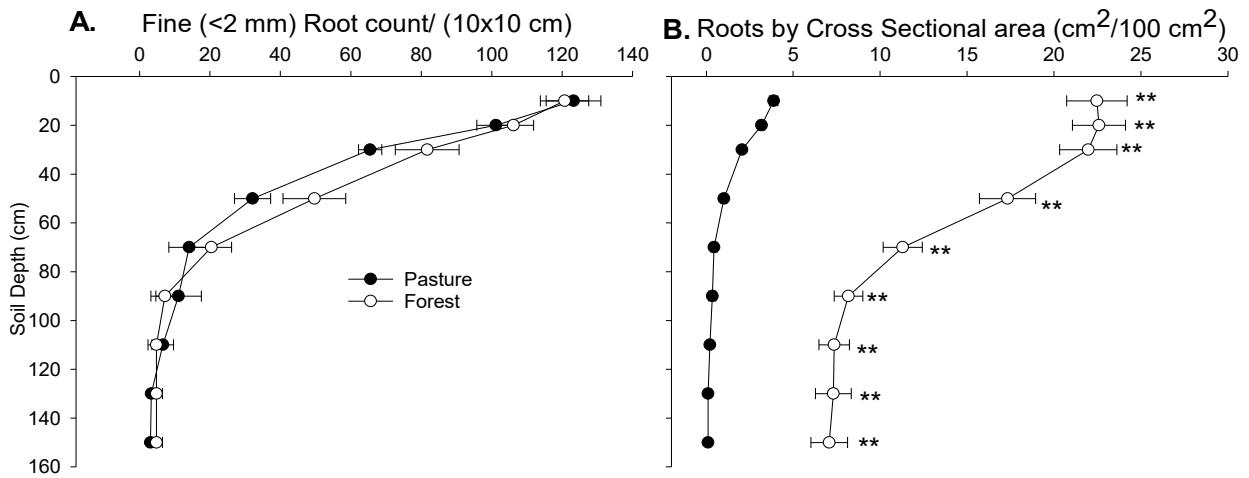 A. Fine (<2 mm) Root count/ (10x10 cm)
0 20 40 60 80 100 120 140
0
20
40
60
80
100
120
140
160
Soil Depth (cm)
Pasture
Forest
B. Roots by Cross Sectional area (cm²/100 cm²)
0 5 10 15 20 25 30
**
**
**
**
**
**
**
**
**